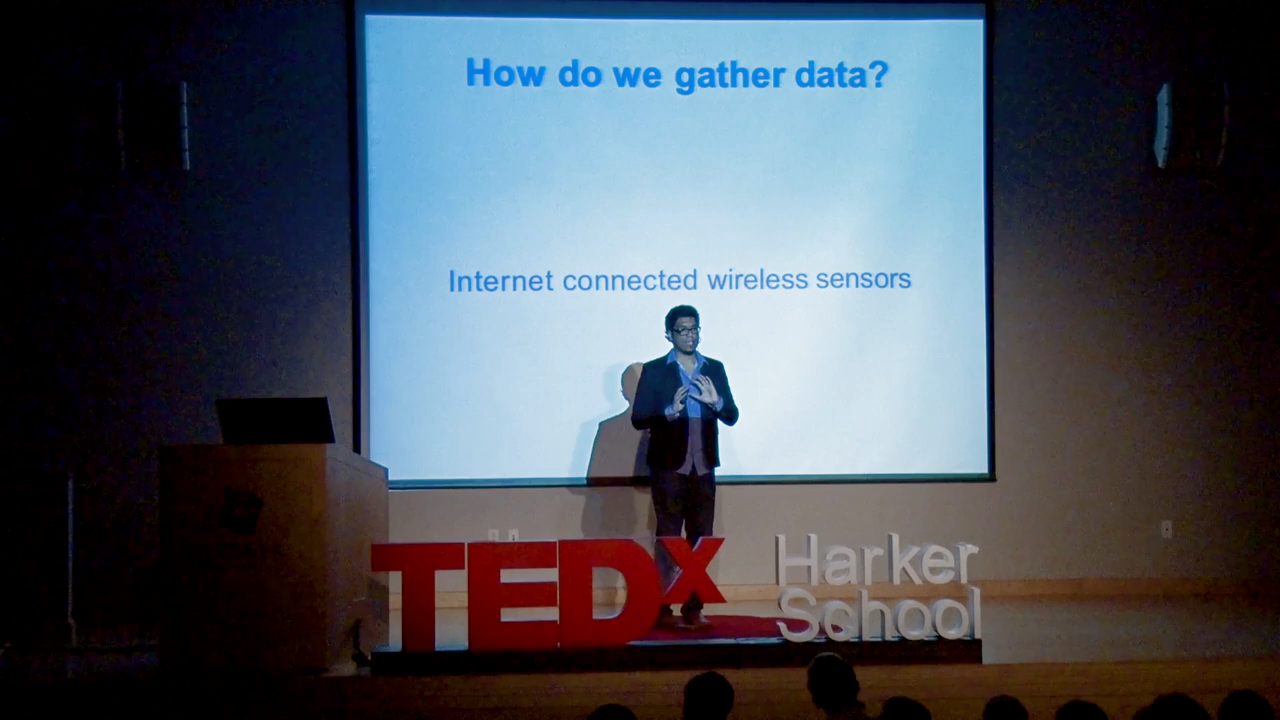 How do we gather data?
Internet connected wireless sensors
TEDx
Harker
School